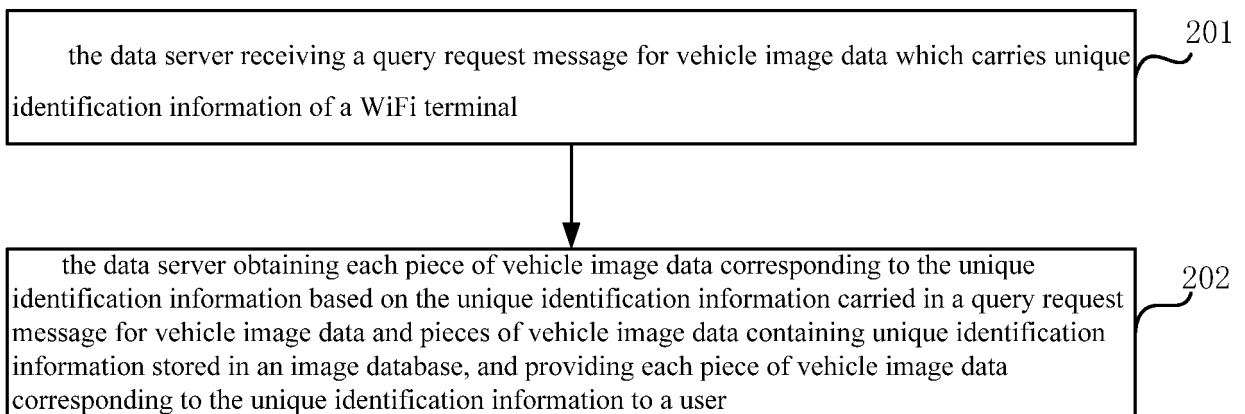 the data server receiving a query request message for vehicle image data which carries unique
identification information of a WiFi terminal
201
the data server obtaining each piece of vehicle image data corresponding to the unique
identification information based on the unique identification information carried in a query request
message for vehicle image data and pieces of vehicle image data containing unique identification
information stored in an image database, and providing each piece of vehicle image data
corresponding to the unique identification information to a user
202